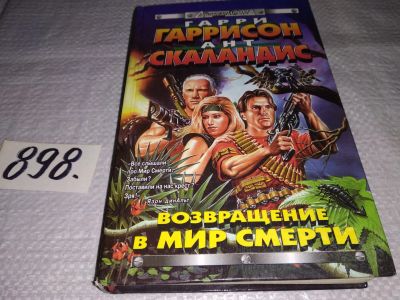 ГАРРИ
ГАРРИСОН
АНТ
СКАЛАНДИС
898.
"Все слышали
про Мир Смерти.
Забыли?
Поставили на нас крест?
Зря!"
Язон динАльт
ВОЗВРАЩЕНИЕ
В МИР СМЕРТИ